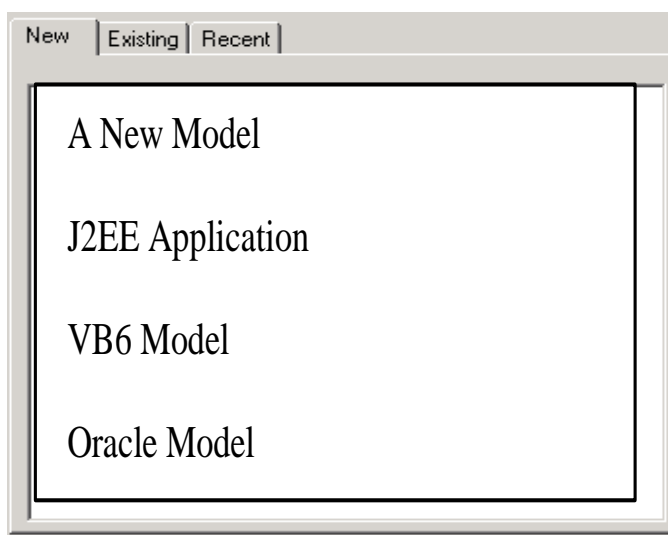 New Existing Recent
A New Model
J2EE Application
VB6 Model
Oracle Model